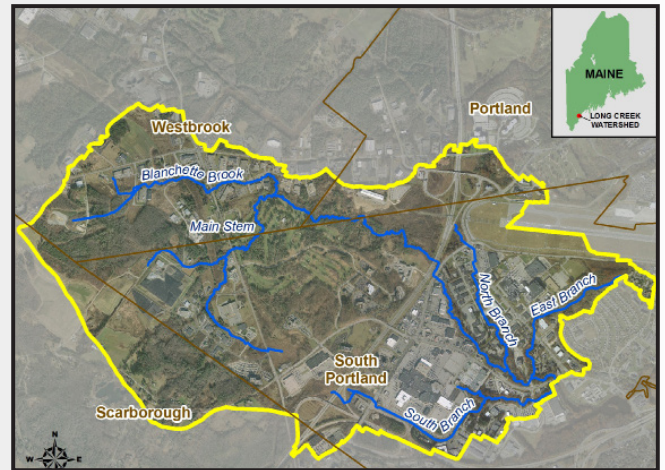 MAINE
LONG CREEK
WATERSHED
Portland
Westbrook
Blanchette Brook
Main Stem
North Branch
East Branch
South
Portland
South Branch
Scarborough
N
W
E
S